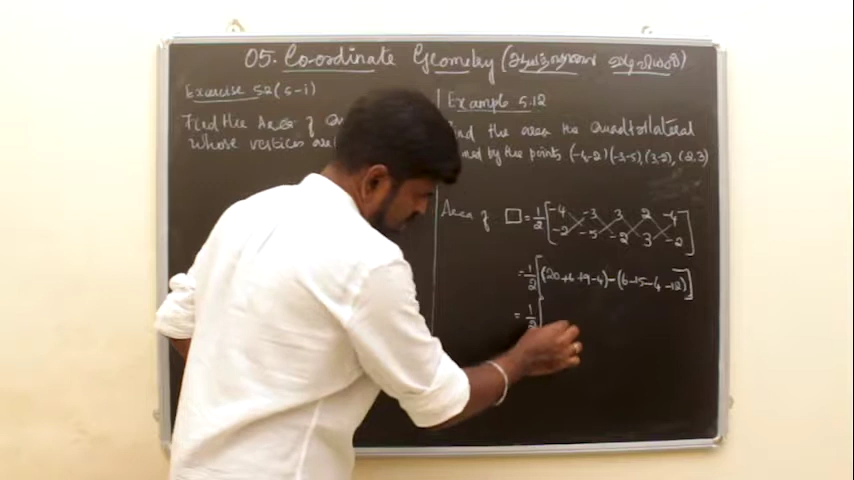 05. Co-ordinate Geometry (ஆயத்தொலை வடிவியல்)
Exercise 5.2 (5-i)
Find the Area of
whose vertices are
Example 5.12
the area the Quadrilateral
by the points (-4,-2) (-3,-5), (3,-2), (2,3)
Area of □ = 1/2 [ -4 -3 3 2 -4
-2 -5 -2 3 -2 ]
= 1/2 [ (20+6+9-4) - (6-15-4-12) ]
= 1/2 [